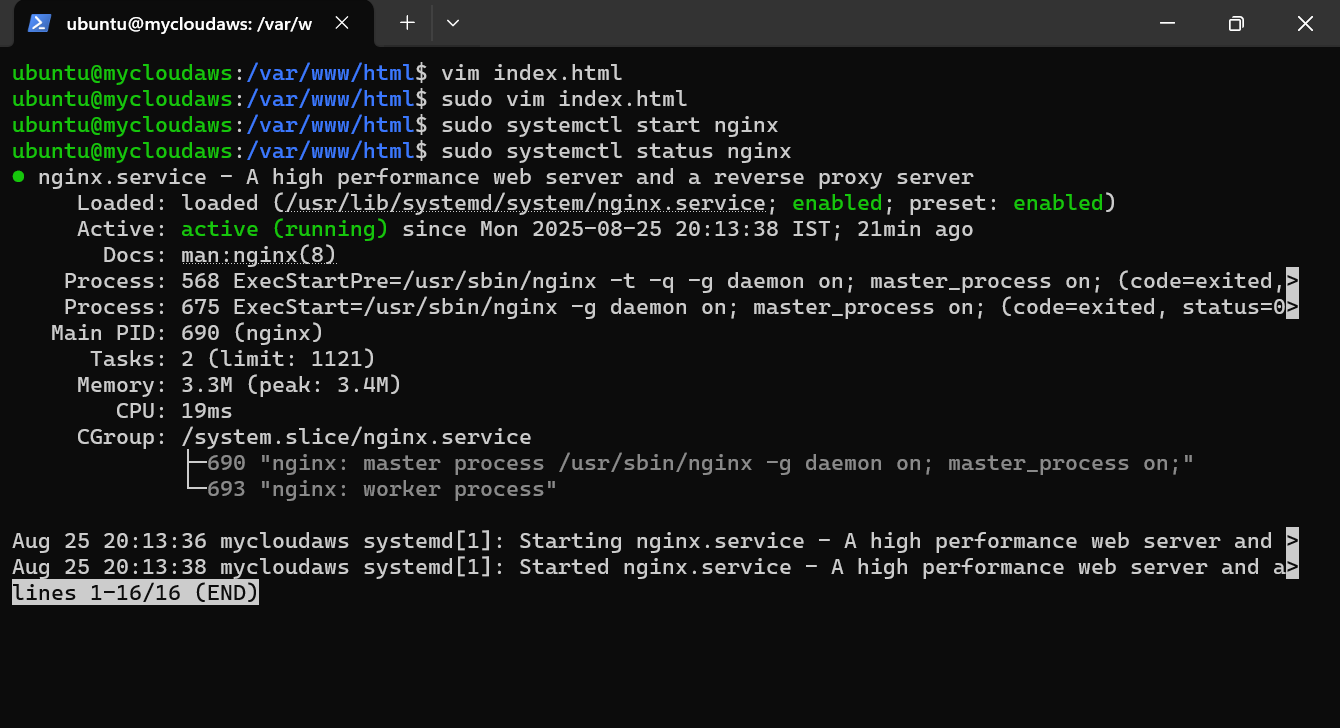 ubuntu@mycloudaws: /var/w
ubuntu@mycloudaws:/var/www/html$ vim index.html
ubuntu@mycloudaws:/var/www/html$ sudo vim index.html
ubuntu@mycloudaws:/var/www/html$ sudo systemctl start nginx
ubuntu@mycloudaws:/var/www/html$ sudo systemctl status nginx
● nginx.service - A high performance web server and a reverse proxy server
     Loaded: loaded (/usr/lib/systemd/system/nginx.service; enabled; preset: enabled)
     Active: active (running) since Mon 2025-08-25 20:13:38 IST; 21min ago
       Docs: man:nginx(8)
    Process: 568 ExecStartPre=/usr/sbin/nginx -t -q -g daemon on; master_process on; (code=exited,>
    Process: 675 ExecStart=/usr/sbin/nginx -g daemon on; master_process on; (code=exited, status=0>
   Main PID: 690 (nginx)
      Tasks: 2 (limit: 1121)
     Memory: 3.3M (peak: 3.4M)
        CPU: 19ms
     CGroup: /system.slice/nginx.service
             ├─690 "nginx: master process /usr/sbin/nginx -g daemon on; master_process on;"
             └─693 "nginx: worker process"
Aug 25 20:13:36 mycloudaws systemd[1]: Starting nginx.service - A high performance web server and >
Aug 25 20:13:38 mycloudaws systemd[1]: Started nginx.service - A high performance web server and a>
lines 1-16/16 (END)